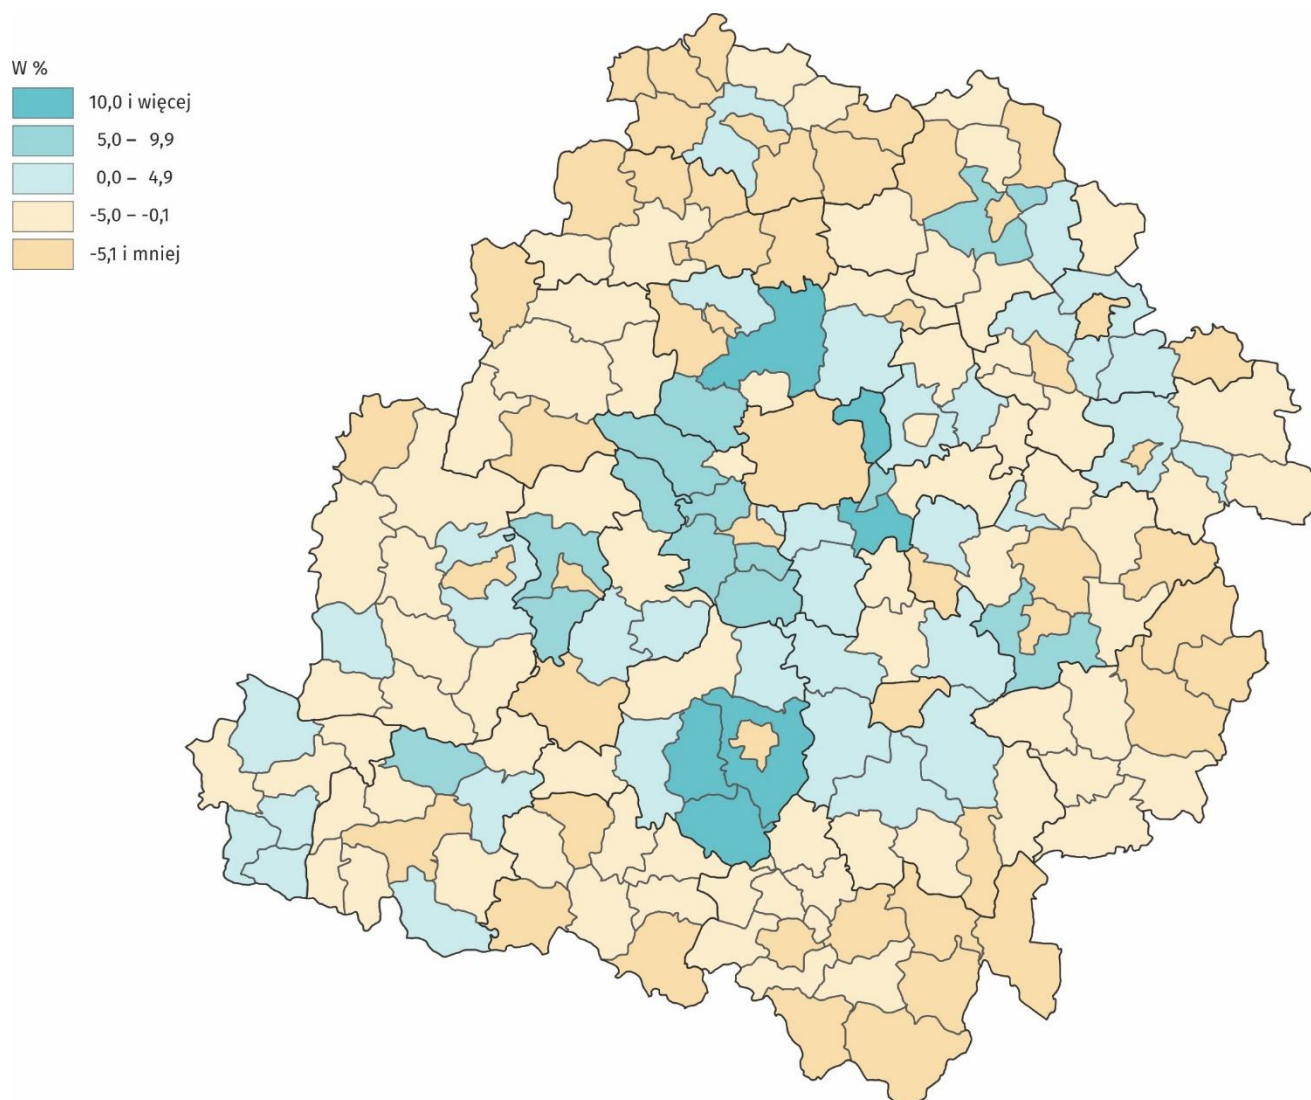 W %
10,0 i więcej
5,0 – 9,9
0,0 – 4,9
-5,0 – -0,1
-5,1 i mniej